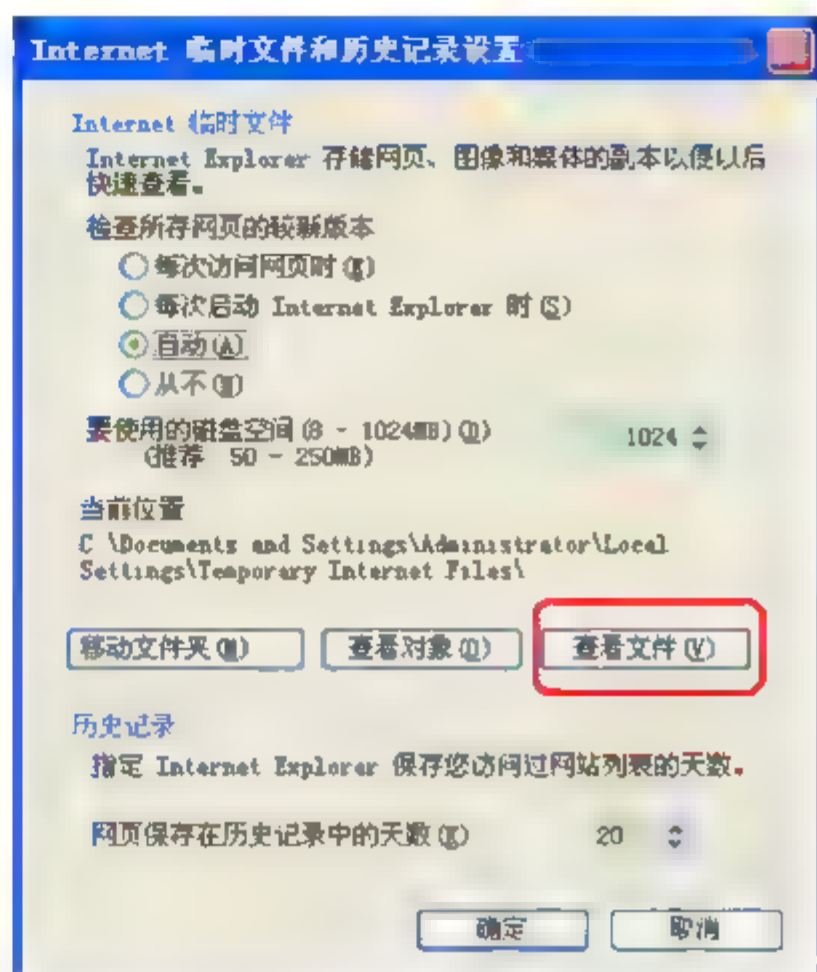 Internet 临时文件和历史记录设置
Internet 临时文件
Internet Explorer 存储网页、图像和媒体的副本以便以后
快速查看。
检查所存网页的较新版本
每次访问网页时(E)
每次启动 Internet Explorer 时(S)
自动(A)
从不(N)
要使用的磁盘空间(8 - 1024MB)(D)
(推荐 50 - 250MB)
1024
当前位置
C \Documents and Settings\Administrator\Local
Settings\Temporary Internet Files\
移动文件夹(M)
查看对象(O)
查看文件(V)
历史记录
指定 Internet Explorer 保存您访问过网站列表的天数。
网页保存在历史记录中的天数(K)
20
确定
取消